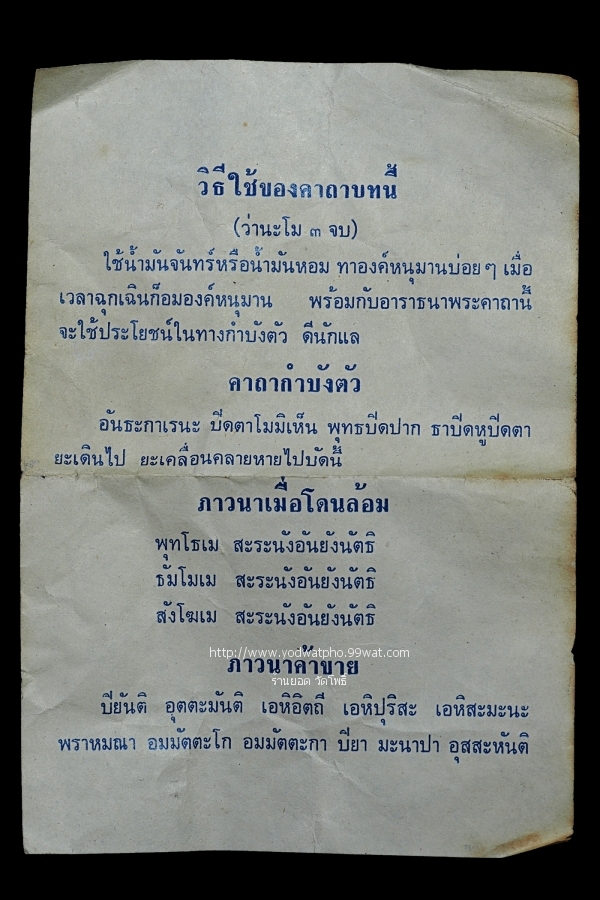 วิธีใช้ของคาถาบทนี้
(ว่านะโม ๓ จบ)
ใช้น้ำมันจันทร์หรือน้ำมันหอม ทาองค์หนุมานบ่อยๆ เมื่อ
เวลาฉุกเฉินก็อมองค์หนุมาน พร้อมกับอาราธนาพระคาถานี้
จะใช้ประโยชน์ในทางกำบังตัว ดีนักแล
คาถากำบังตัว
อันธะกาเรนะ ปิดตาโมมิเห็น พุทธปิดปาก ธาปิดหูปิดตา
ยะเดินไป ยะเคลื่อนคลายหายไปบัดนี้
ภาวนาเมื่อโดนล้อม
พุทโธเม สะระนังอันยังนัตธิ
ธัมโมเม สะระนังอันยังนัตธิ
สังโฆเม สะระนังอันยังนัตธิ
http://www.yodwatpho.99wat.com
ภาวนาค้าขาย
ร้านยอด วัดโพธิ์
ปิยันติ อุตตะมันติ เอหิอิตถี เอหิปุริสะ เอหิสะมะนะ
พราหมณา อมมัตตะโก อมมัตตะกา ปิยา มะนาปา อุสสะหันติ